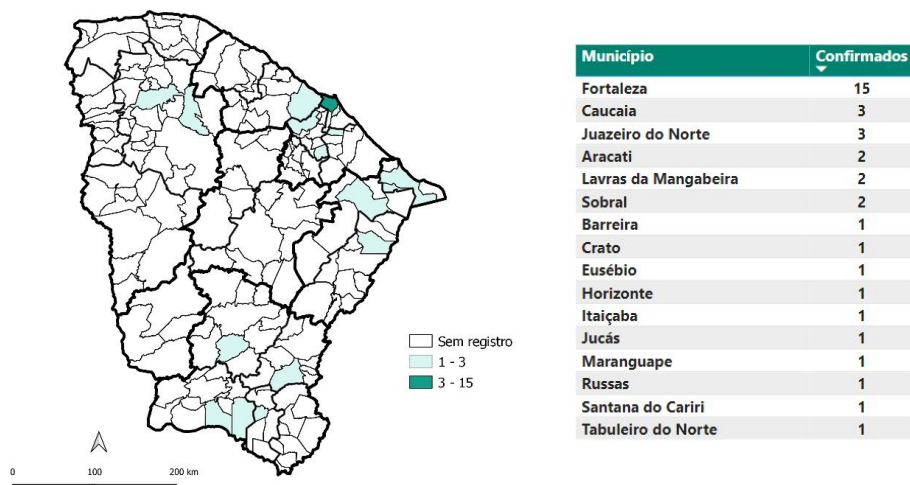 Sem registro
1 - 3
3 - 15
0 100 200 km
Município Confirmados
Fortaleza 15
Caucaia 3
Juazeiro do Norte 3
Aracati 2
Lavras da Mangabeira 2
Sobral 2
Barreira 1
Crato 1
Eusébio 1
Horizonte 1
Itaiçaba 1
Jucás 1
Maranguape 1
Russas 1
Santana do Cariri 1
Tabuleiro do Norte 1